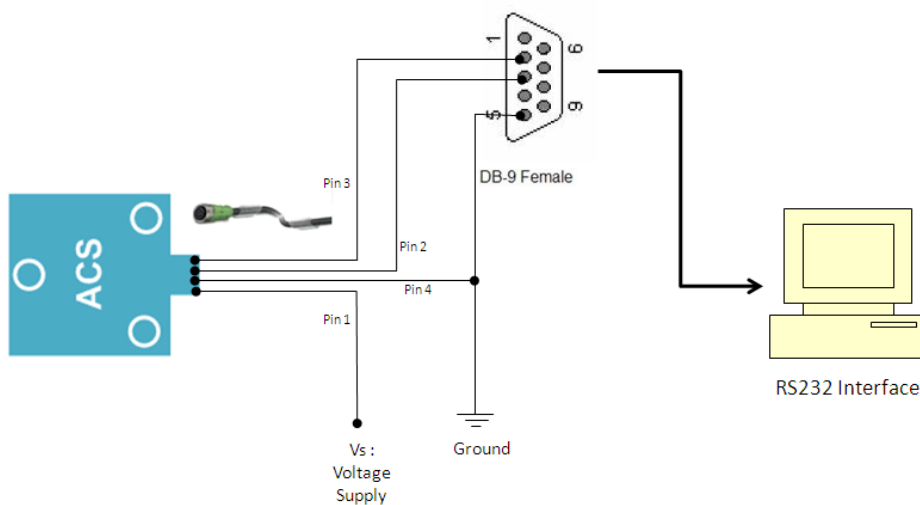 1
6
5
9
DB-9 Female
Pin 3
Pin 2
Pin 4
Pin 1
ACS
Vs :
Voltage
Supply
Ground
RS232 Interface